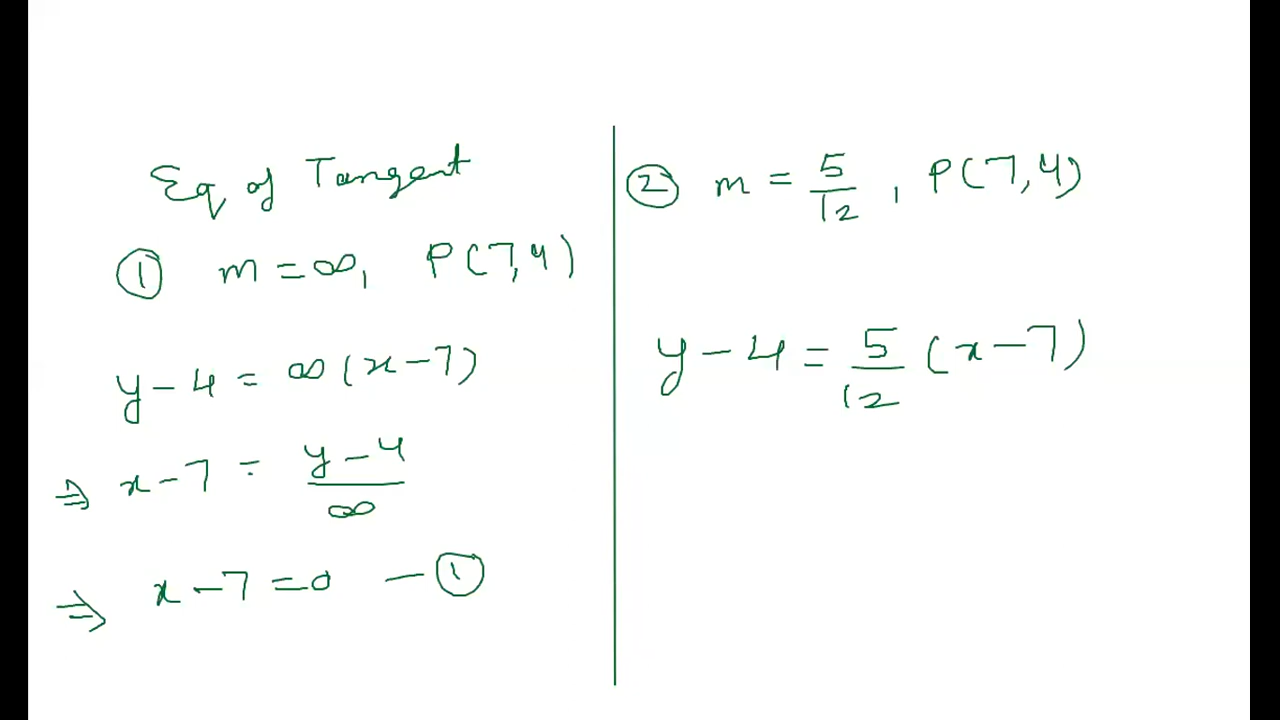 Eq of Tangent
① m = ∞, P(7,4)
y - 4 = ∞ (x - 7)
⇒ x - 7 = (y - 4)/∞
⇒ x - 7 = 0 — ①
② m = 5/12, P(7,4)
y - 4 = 5/12 (x - 7)